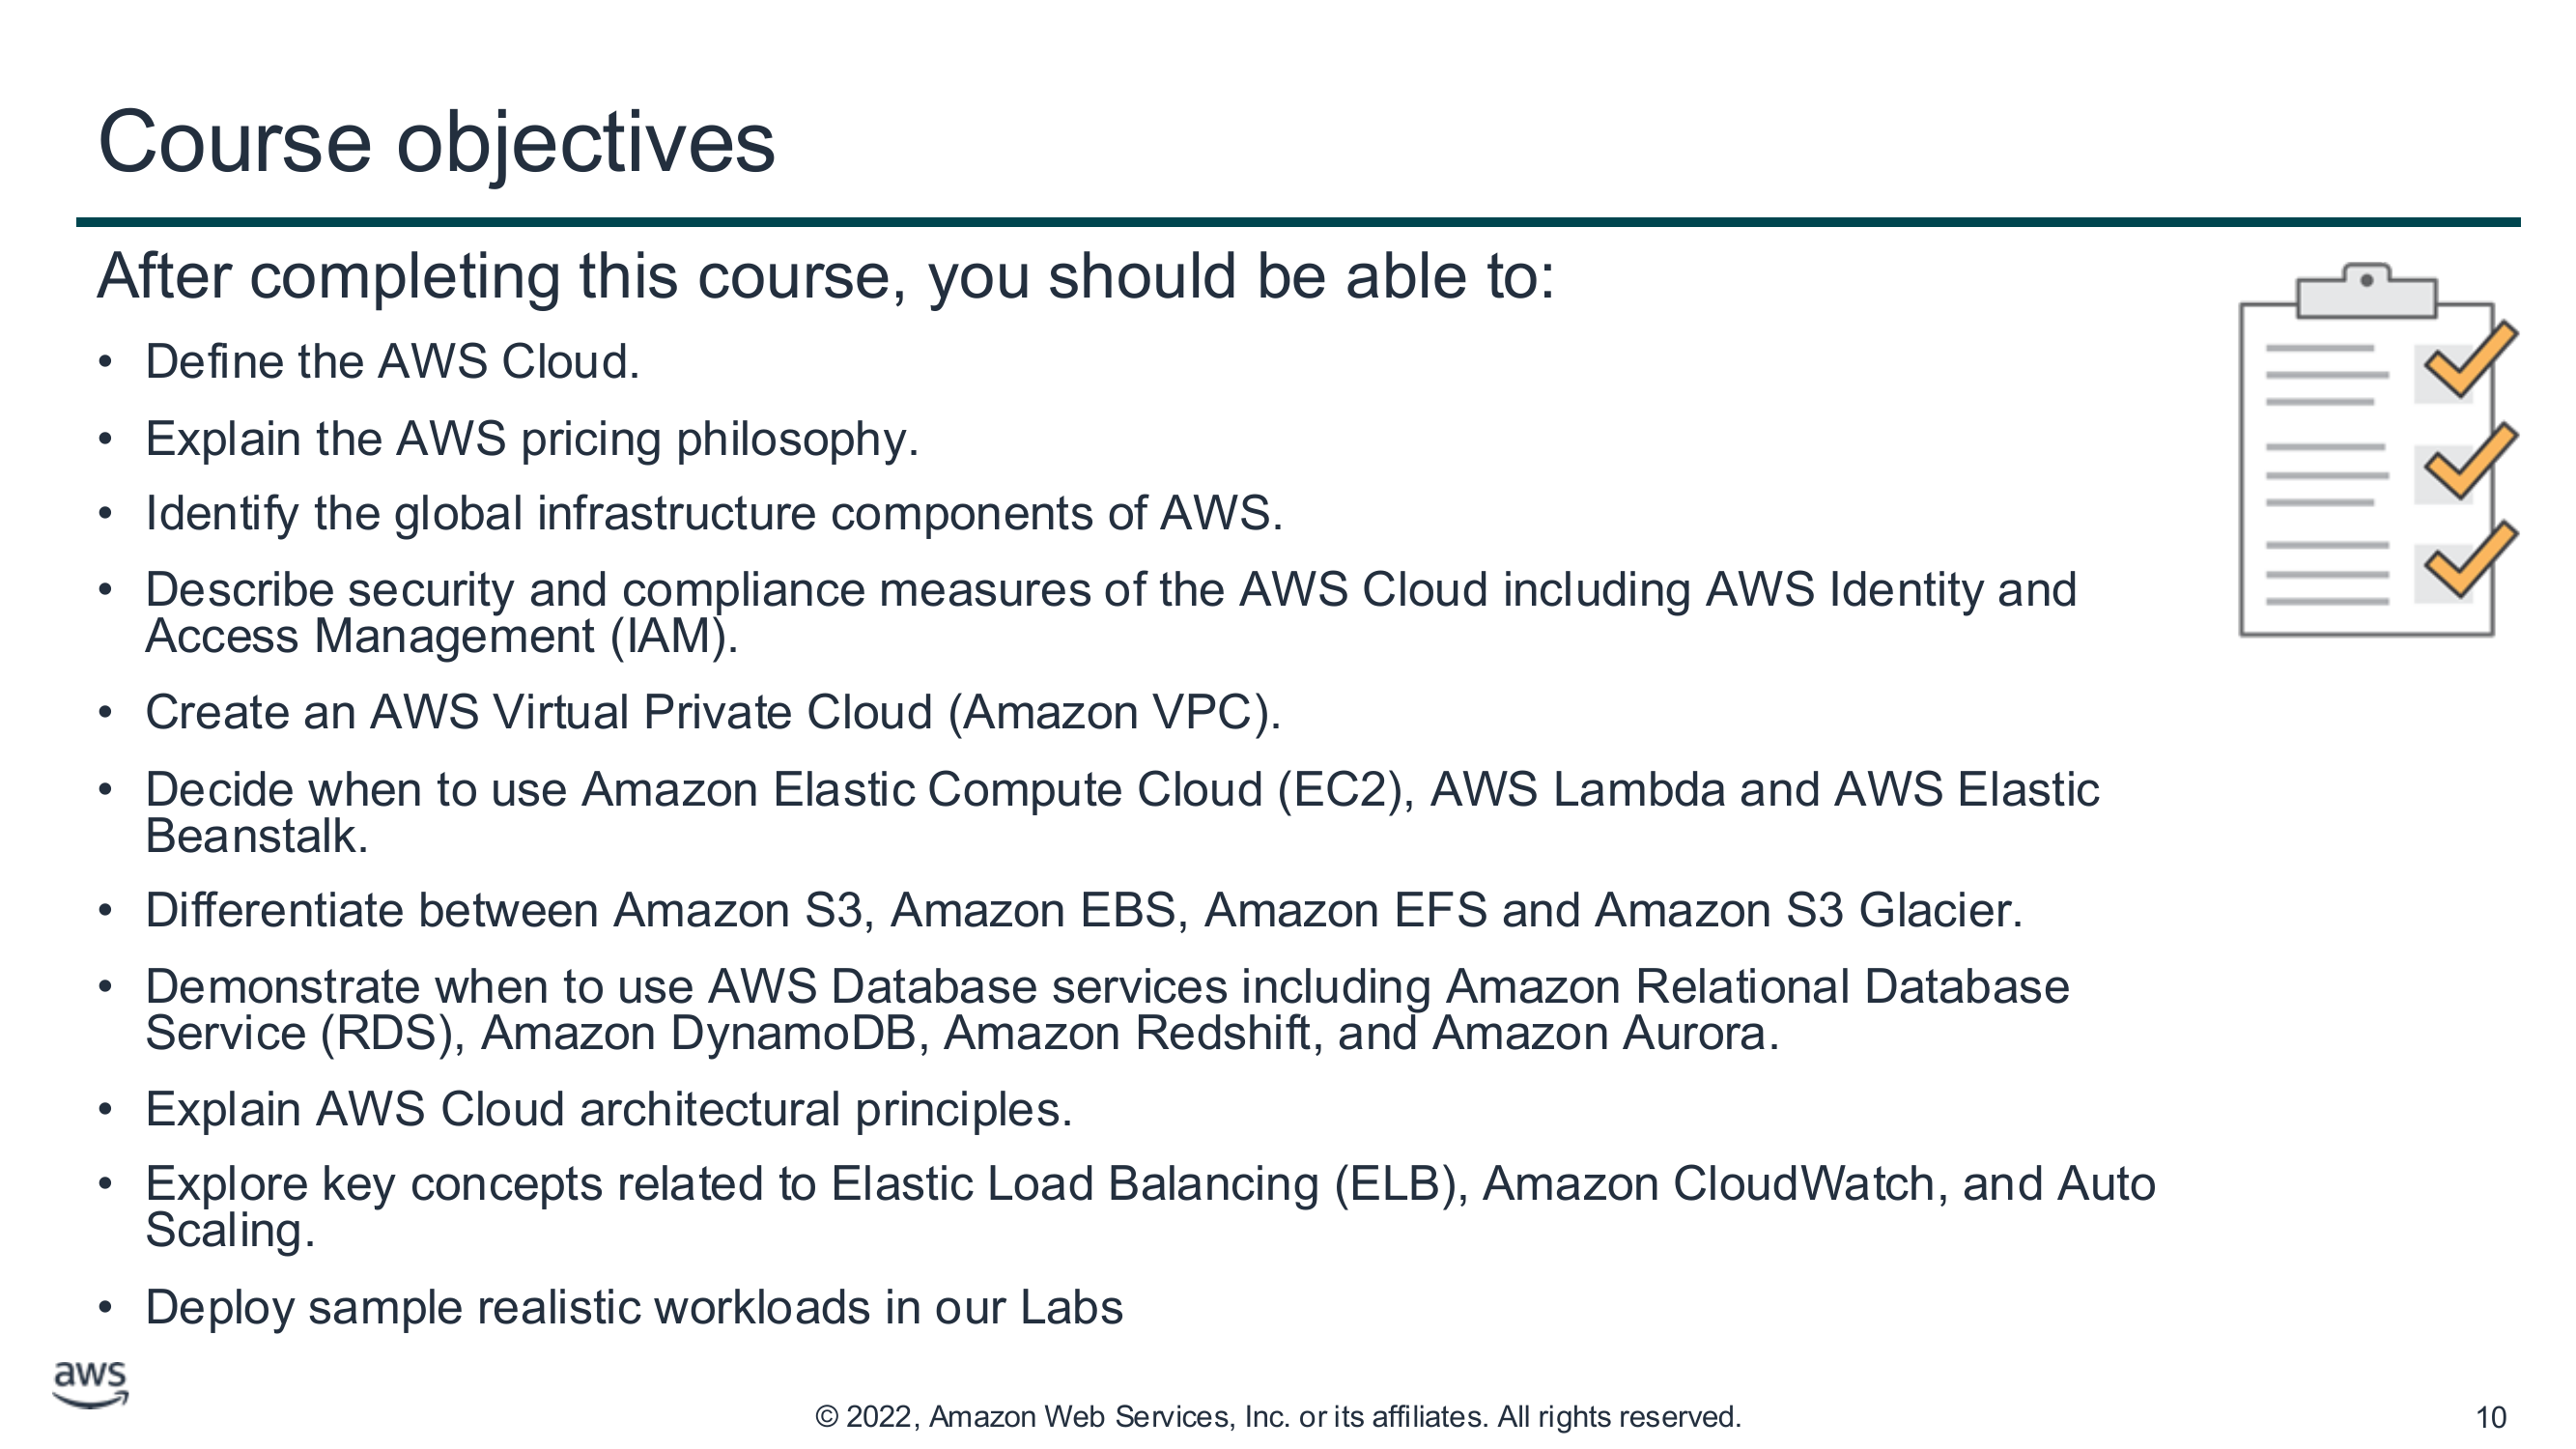 Course objectives
After completing this course, you should be able to:
• Define the AWS Cloud.
• Explain the AWS pricing philosophy.
• Identify the global infrastructure components of AWS.
• Describe security and compliance measures of the AWS Cloud including AWS Identity and
Access Management (IAM).
• Create an AWS Virtual Private Cloud (Amazon VPC).
• Decide when to use Amazon Elastic Compute Cloud (EC2), AWS Lambda and AWS Elastic
Beanstalk.
• Differentiate between Amazon S3, Amazon EBS, Amazon EFS and Amazon S3 Glacier.
• Demonstrate when to use AWS Database services including Amazon Relational Database
Service (RDS), Amazon DynamoDB, Amazon Redshift, and Amazon Aurora.
• Explain AWS Cloud architectural principles.
• Explore key concepts related to Elastic Load Balancing (ELB), Amazon CloudWatch, and Auto
Scaling.
• Deploy sample realistic workloads in our Labs
aws
© 2022, Amazon Web Services, Inc. or its affiliates. All rights reserved.
10